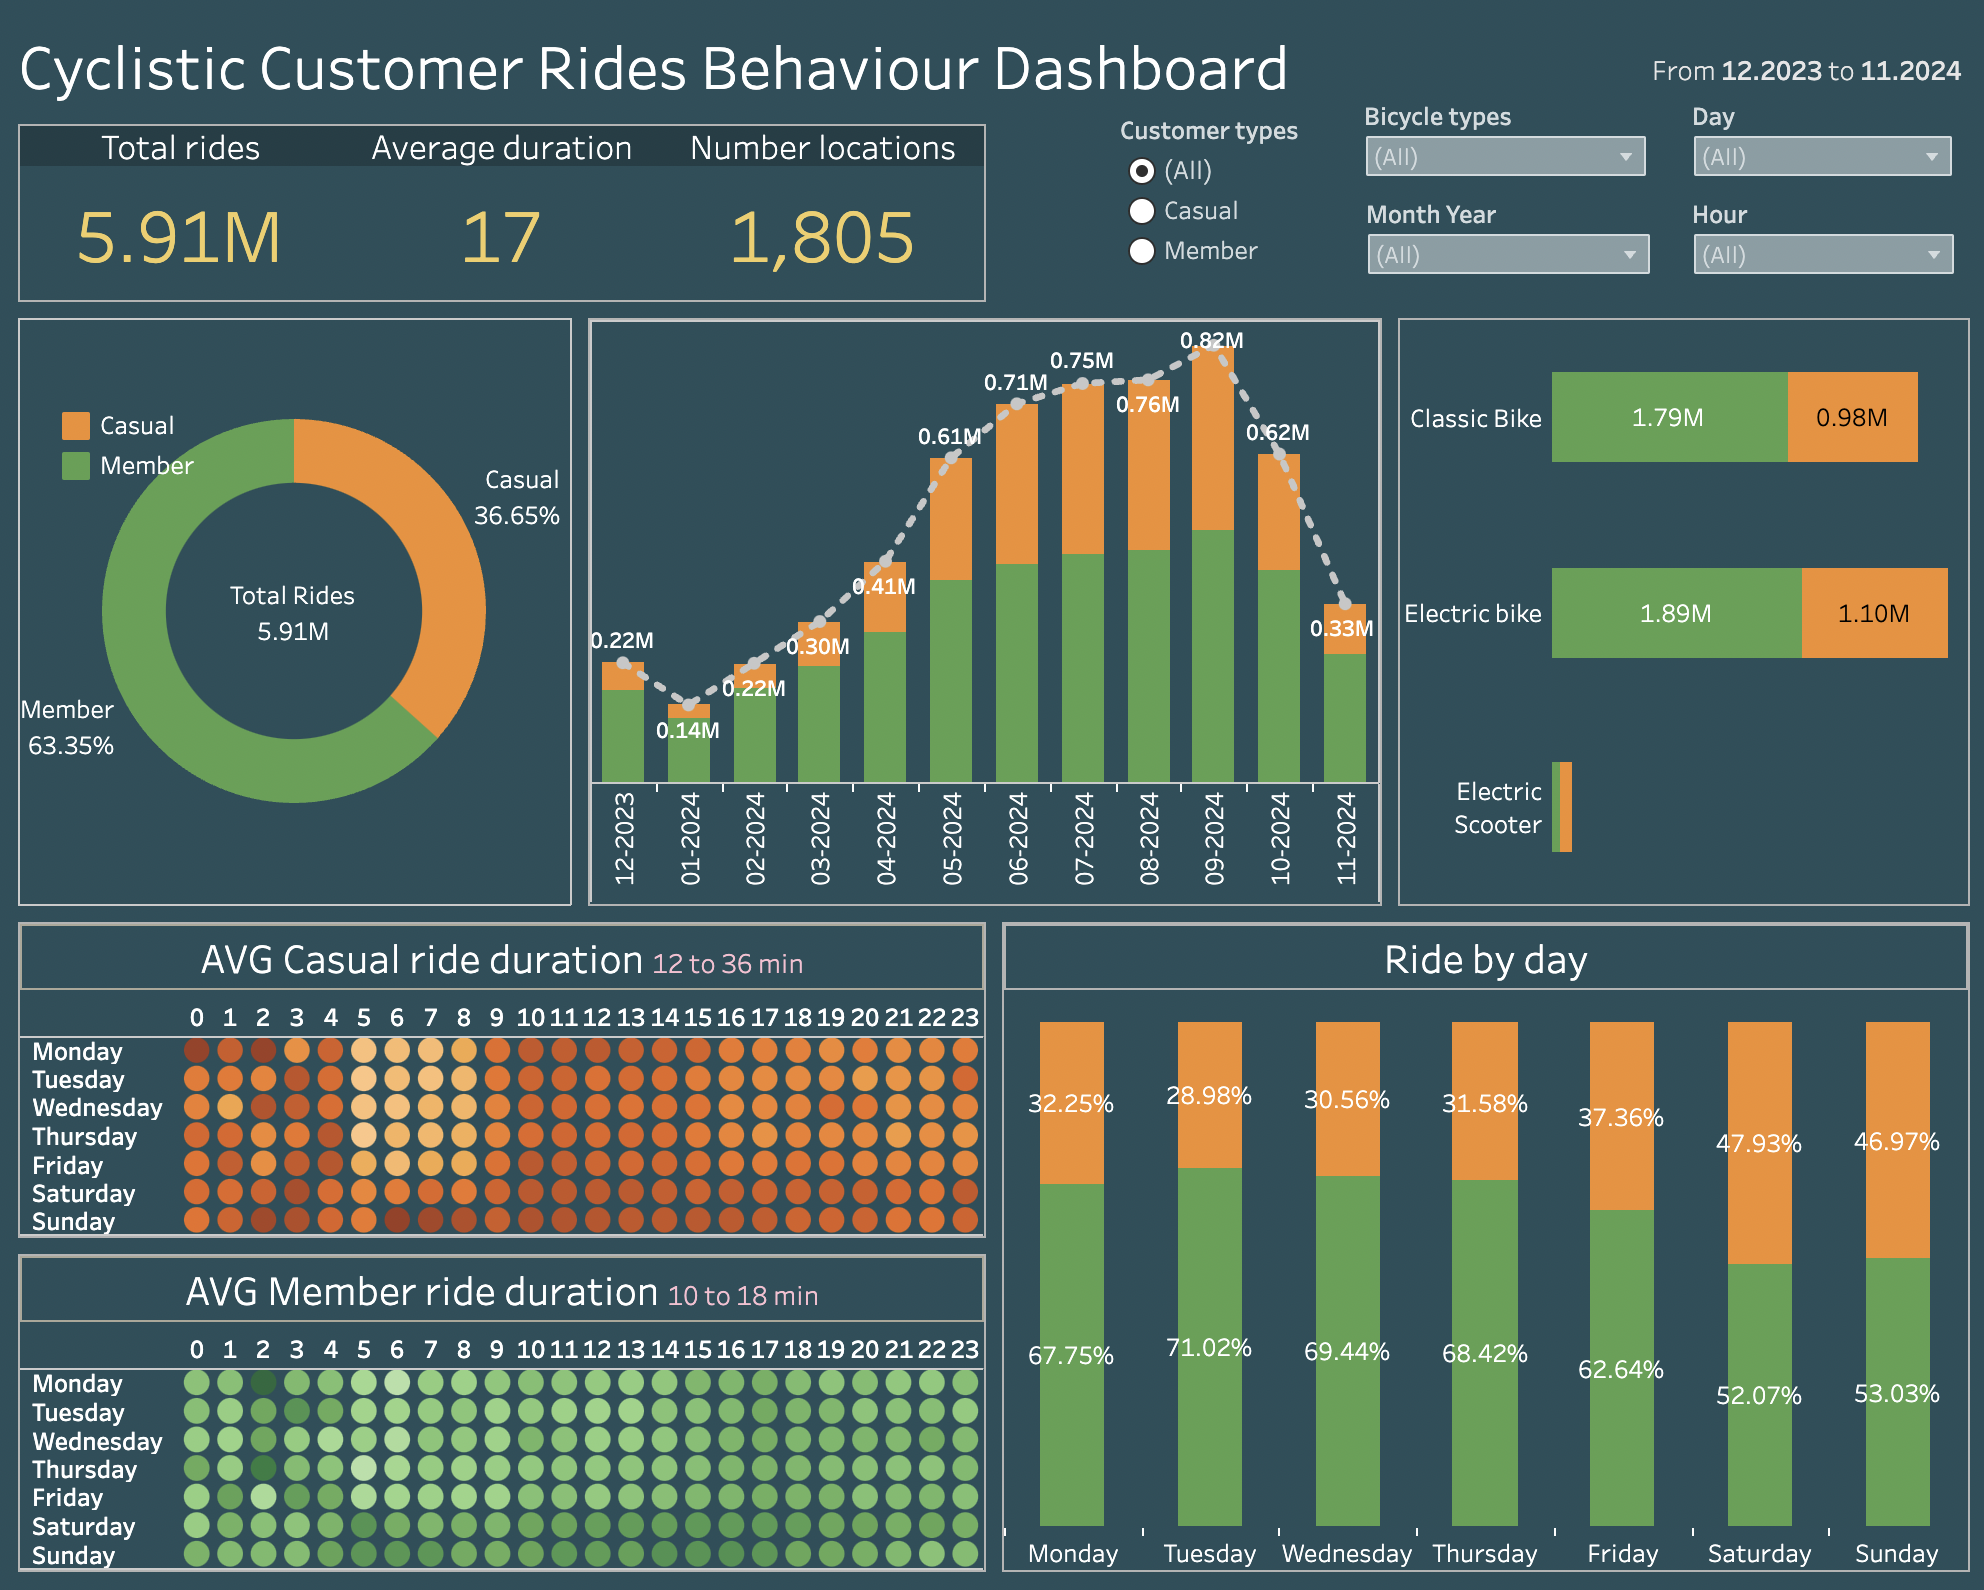 Cyclistic Customer Rides Behaviour Dashboard
From 12.2023 to 11.2024
Total rides Average duration Number locations
5.91M 17 1,805
Customer types
(All)
Casual
Member
Bicycle types
(All)
Day
(All)
Month Year
(All)
Hour
(All)
Casual
Member
Casual
36.65%
Total Rides
5.91M
Member
63.35%
0.22M
0.14M
0.22M
0.30M
0.41M
0.61M
0.71M
0.75M
0.76M
0.82M
0.62M
0.33M
12-2023
01-2024
02-2024
03-2024
04-2024
05-2024
06-2024
07-2024
08-2024
09-2024
10-2024
11-2024
Classic Bike 1.79M 0.98M
Electric bike 1.89M 1.10M
Electric
Scooter
AVG Casual ride duration 12 to 36 min
0 1 2 3 4 5 6 7 8 9 10 11 12 13 14 15 16 17 18 19 20 21 22 23
Monday
Tuesday
Wednesday
Thursday
Friday
Saturday
Sunday
AVG Member ride duration 10 to 18 min
0 1 2 3 4 5 6 7 8 9 10 11 12 13 14 15 16 17 18 19 20 21 22 23
Monday
Tuesday
Wednesday
Thursday
Friday
Saturday
Sunday
Ride by day
32.25% 28.98% 30.56% 31.58% 37.36% 47.93% 46.97%
67.75% 71.02% 69.44% 68.42% 62.64% 52.07% 53.03%
Monday Tuesday Wednesday Thursday Friday Saturday Sunday